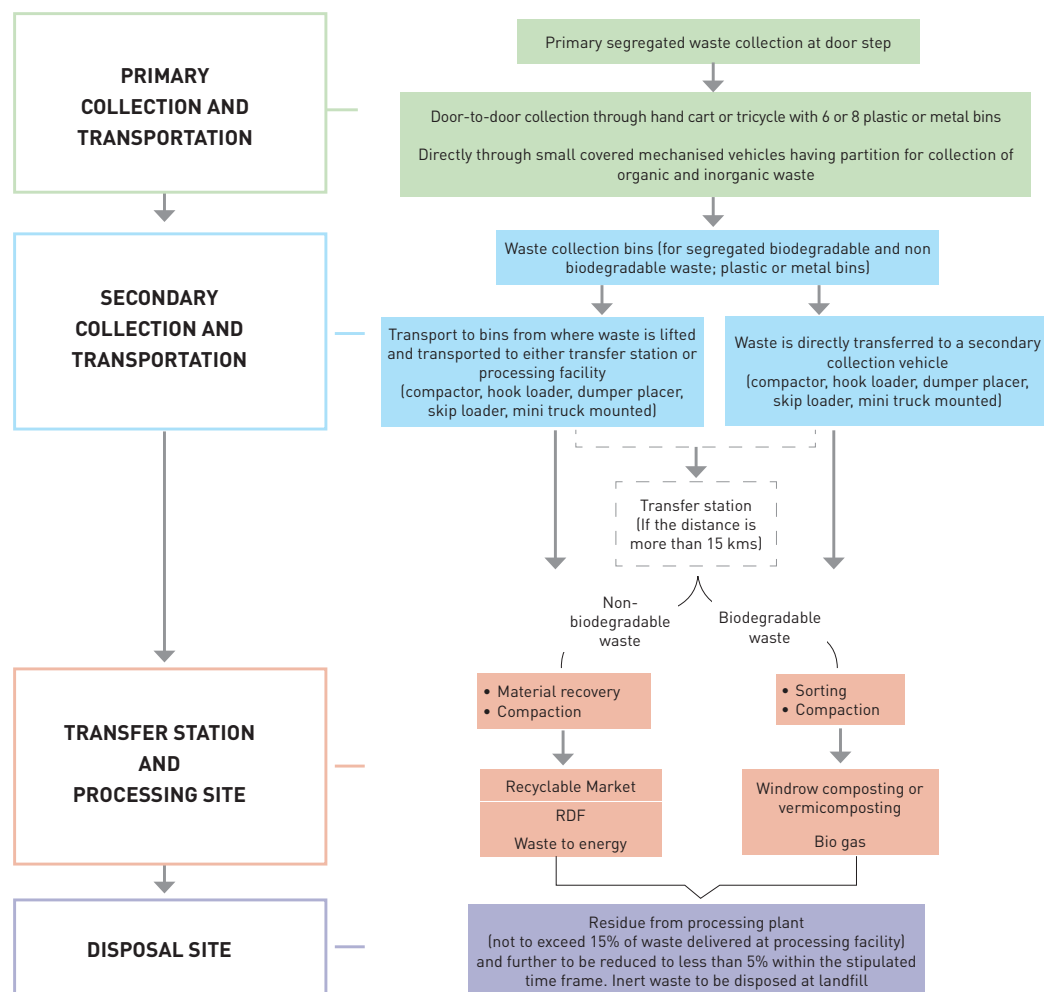 PRIMARY
COLLECTION AND
TRANSPORTATION
Primary segregated waste collection at door step
Door-to-door collection through hand cart or tricycle with 6 or 8 plastic or metal bins
Directly through small covered mechanised vehicles having partition for collection of
organic and inorganic waste
SECONDARY
COLLECTION AND
TRANSPORTATION
Waste collection bins (for segregated biodegradable and non
biodegradable waste; plastic or metal bins)
Transport to bins from where waste is lifted
and transported to either transfer station or
processing facility
(compactor, hook loader, dumper placer,
skip loader, mini truck mounted)
Waste is directly transferred to a secondary
collection vehicle
(compactor, hook loader, dumper placer,
skip loader, mini truck mounted)
Transfer station
(If the distance is
more than 15 kms)
Non-
biodegradable
waste
Biodegradable
waste
TRANSFER STATION
AND
PROCESSING SITE
• Material recovery
• Compaction
• Sorting
• Compaction
Recyclable Market
RDF
Waste to energy
Windrow composting or
vermicomposting
Bio gas
DISPOSAL SITE
Residue from processing plant
(not to exceed 15% of waste delivered at processing facility)
and further to be reduced to less than 5% within the stipulated
time frame. Inert waste to be disposed at landfill